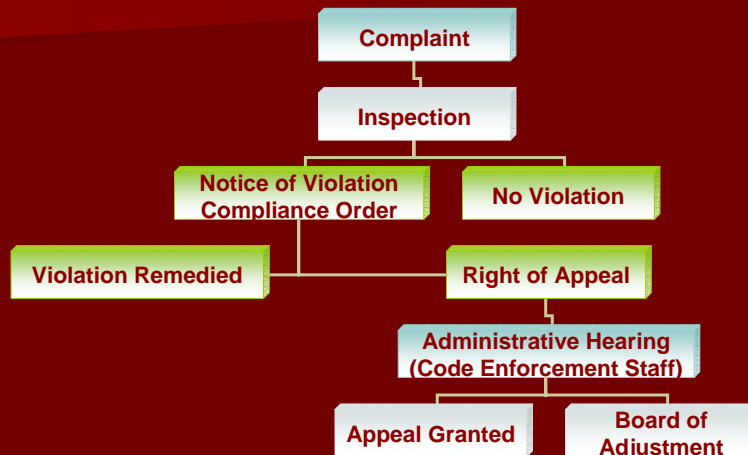 Complaint
Inspection
Notice of Violation
Compliance Order
No Violation
Violation Remedied
Right of Appeal
Administrative Hearing
(Code Enforcement Staff)
Appeal Granted
Board of
Adjustment